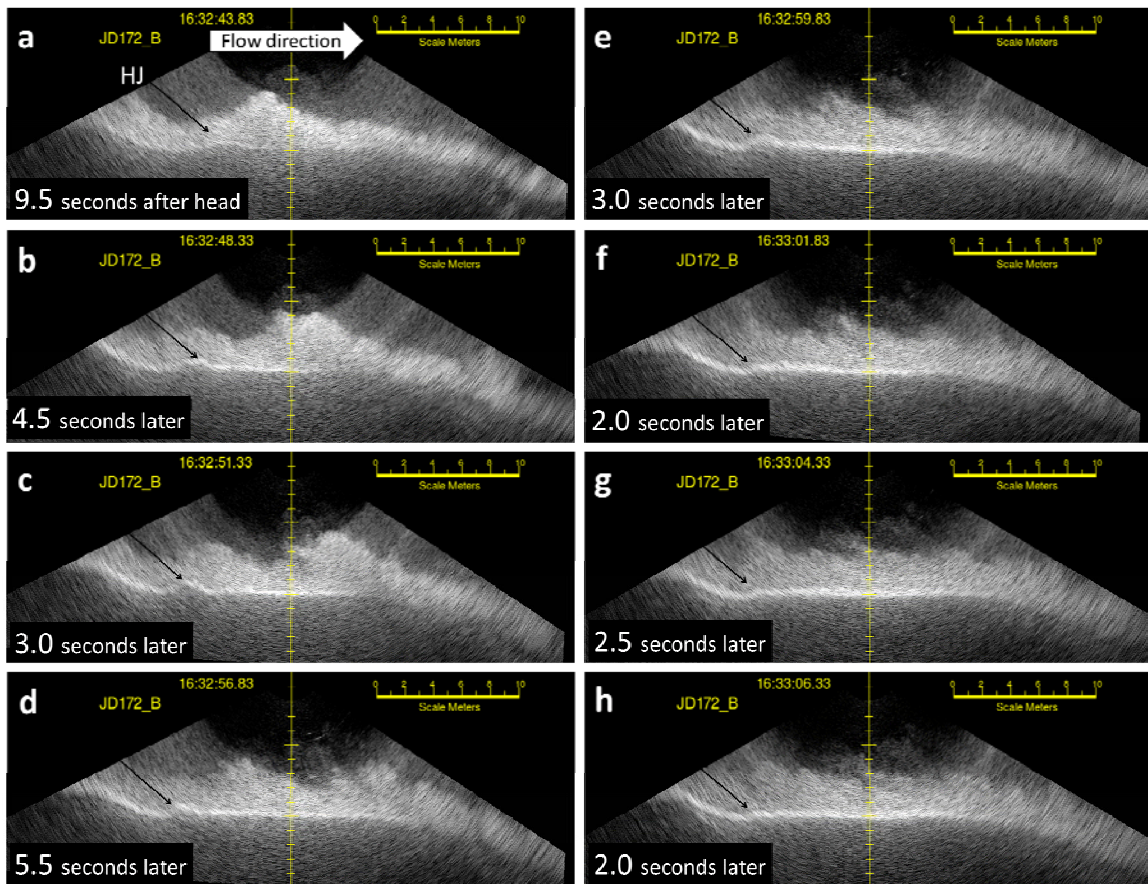 a
16:32:43.83
JD172_B
Flow direction
0 2 4 6 8 10
Scale Meters
HJ
9.5 seconds after head
b
16:32:48.33
JD172_B
0 2 4 6 8 10
Scale Meters
4.5 seconds later
c
16:32:51.33
JD172_B
0 2 4 6 8 10
Scale Meters
3.0 seconds later
d
16:32:56.83
JD172_B
0 2 4 6 8 10
Scale Meters
5.5 seconds later
e
16:32:59.83
JD172_B
0 2 4 6 8 10
Scale Meters
3.0 seconds later
f
16:33:01.83
JD172_B
0 2 4 6 8 10
Scale Meters
2.0 seconds later
g
16:33:04.33
JD172_B
0 2 4 6 8 10
Scale Meters
2.5 seconds later
h
16:33:06.33
JD172_B
0 2 4 6 8 10
Scale Meters
2.0 seconds later